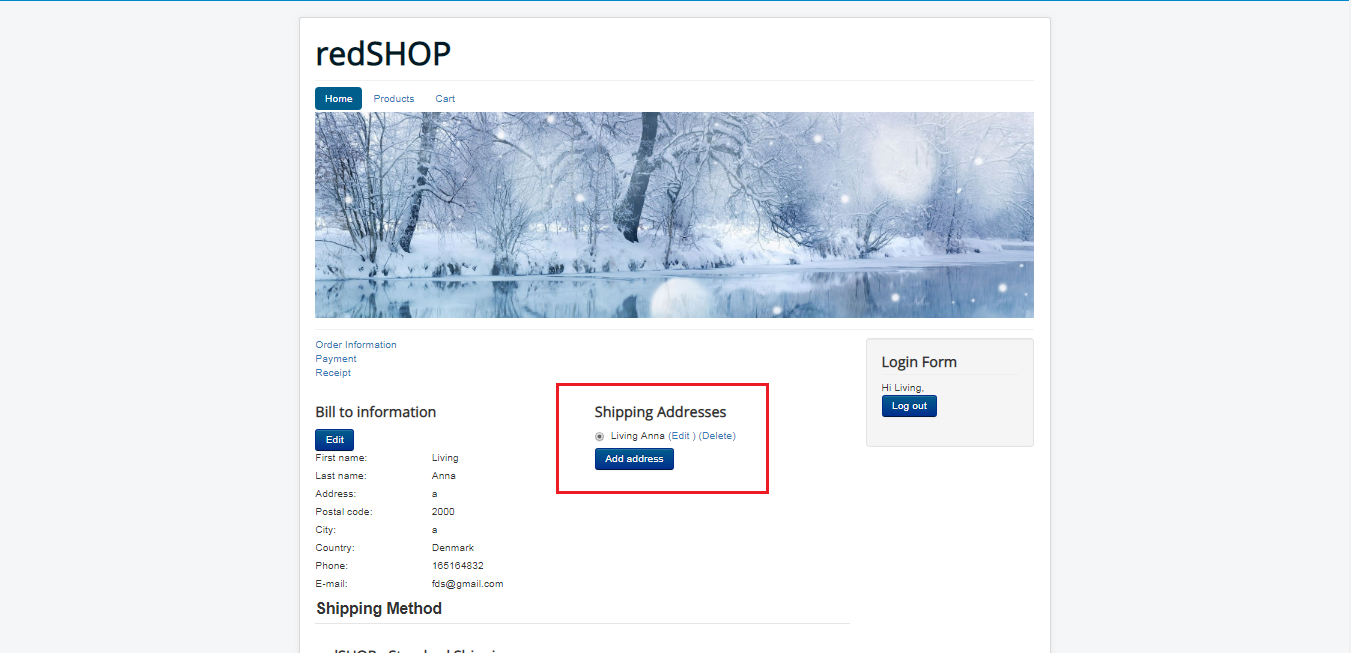 redSHOP
Home Products Cart
Order Information
Payment
Receipt
Bill to information
Edit
First name: Living
Last name: Anna
Address: a
Postal code: 2000
City: a
Country: Denmark
Phone: 165164832
E-mail: fds@gmail.com
Shipping Addresses
Living Anna (Edit ) (Delete)
Add address
Login Form
Hi Living,
Log out
Shipping Method